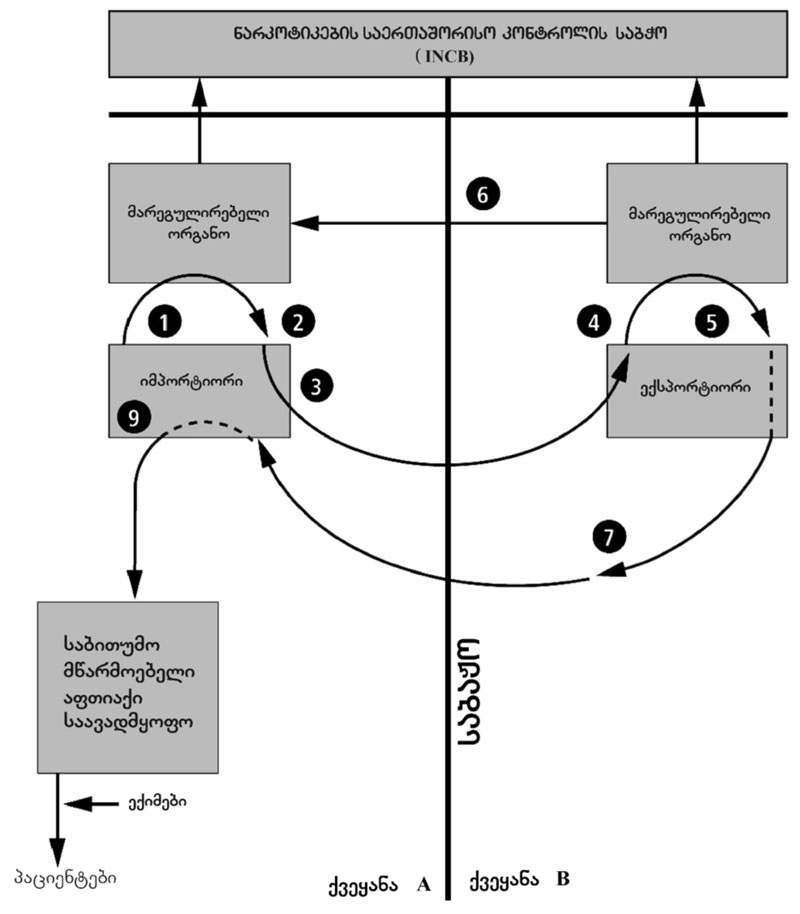 ნარკოტიკების საერთაშორისო კონტროლის საბჭო
(INCB)
6
მარეგულირებელი
ორგანო
მარეგულირებელი
ორგანო
1
2
4
5
იმპორტიორი
3
ექსპორტიორი
9
7
საბითუმო
მწარმოებელი
აფთიაქი
საავადმყოფო
საბაჟო
ექიმები
პაციენტები
ქვეყანა A
ქვეყანა B